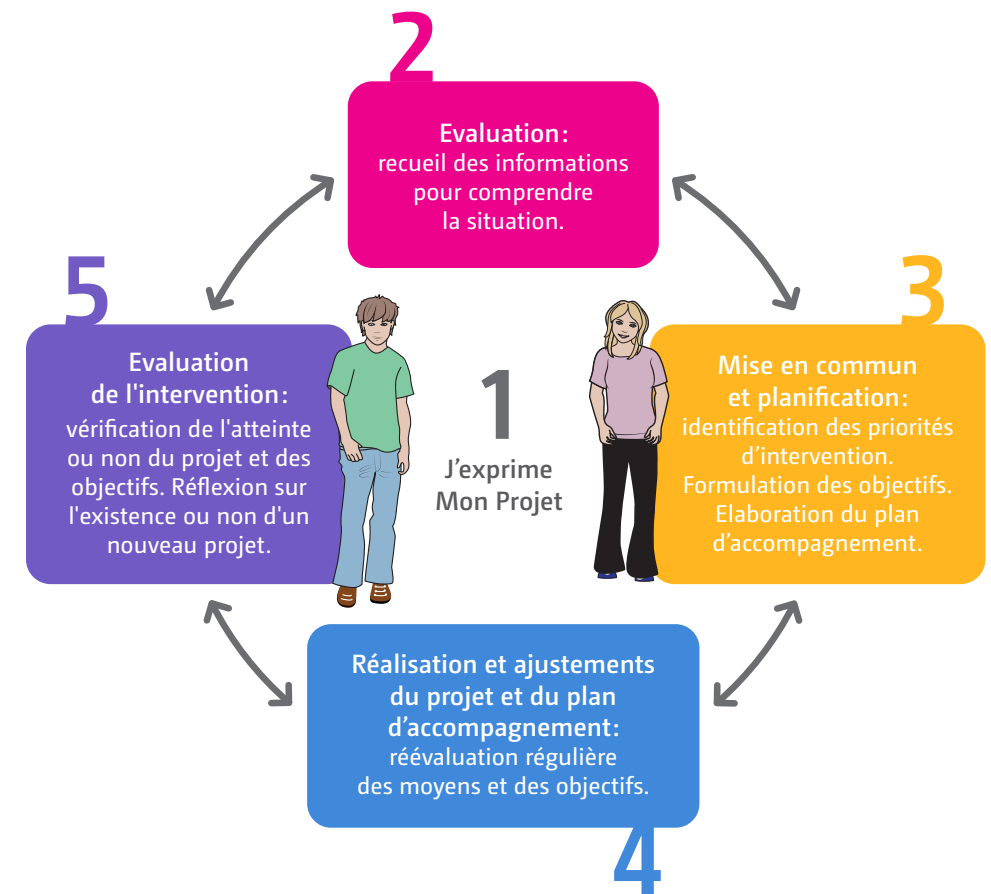 1
J’exprime
Mon Projet
2
Evaluation:
recueil des informations
pour comprendre
la situation.
3
Mise en commun
et planification:
identification des priorités
d’intervention.
Formulation des objectifs.
Elaboration du plan
d’accompagnement.
4
Réalisation et ajustements
du projet et du plan
d’accompagnement:
réévaluation régulière
des moyens et des objectifs.
5
Evaluation
de l'intervention:
vérification de l'atteinte
ou non du projet et des
objectifs. Réflexion sur
l'existence ou non d'un
nouveau projet.